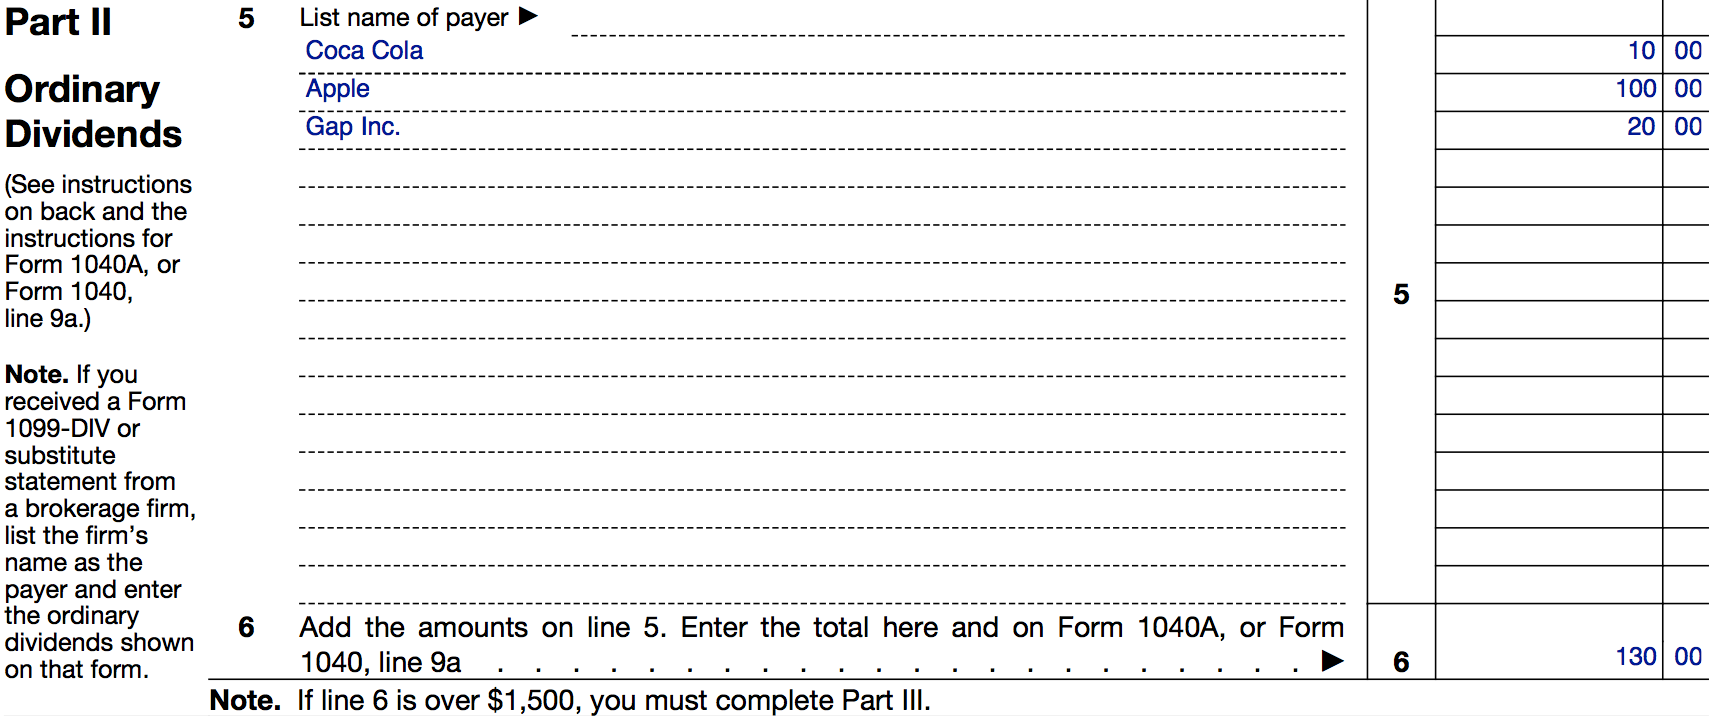 Part II
Ordinary
Dividends
(See instructions
on back and the
instructions for
Form 1040A, or
Form 1040,
line 9a.)
Note. If you
received a Form
1099-DIV or
substitute
statement from
a brokerage firm,
list the firm's
name as the
payer and enter
the ordinary
dividends shown
on that form.
5 List name of payer ►
Coca Cola 10 00
Apple 100 00
Gap Inc. 20 00
5
6 Add the amounts on line 5. Enter the total here and on Form 1040A, or Form
1040, line 9a . . . . . . . . . . . . . . . . . . . . . . ► 6 130 00
Note. If line 6 is over $1,500, you must complete Part III.